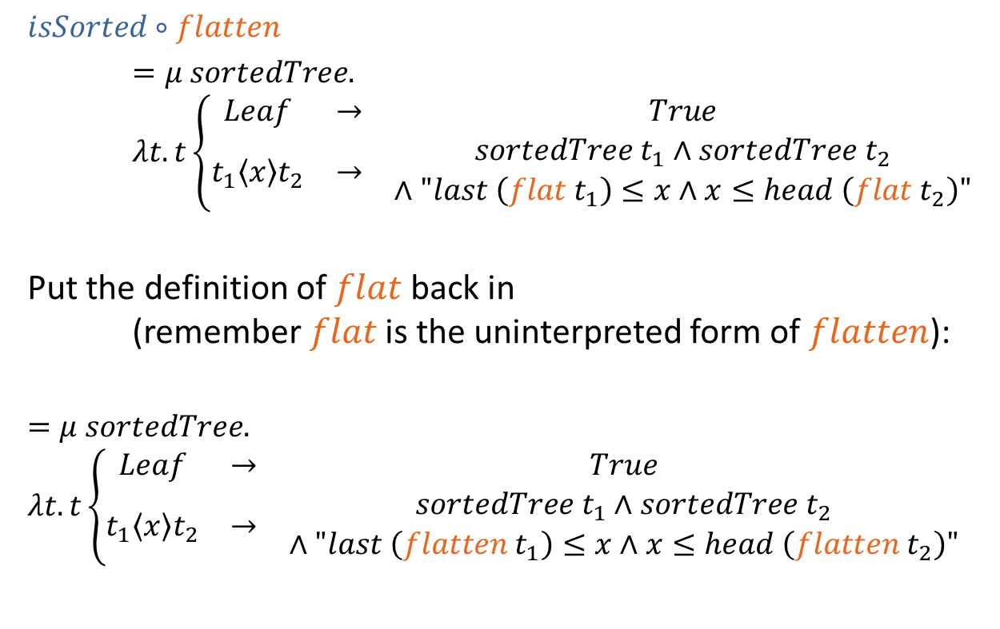 isSorted ∘ flatten
= μ sortedTree.
Leaf → True
λt. t
sortedTree t₁ ∧ sortedTree t₂
t₁⟨x⟩t₂ →
∧ "last (flat t₁) ≤ x ∧ x ≤ head (flat t₂)"
Put the definition of flat back in
(remember flat is the uninterpreted form of flatten):
= μ sortedTree.
Leaf → True
λt. t
sortedTree t₁ ∧ sortedTree t₂
t₁⟨x⟩t₂ →
∧ "last (flatten t₁) ≤ x ∧ x ≤ head (flatten t₂)"